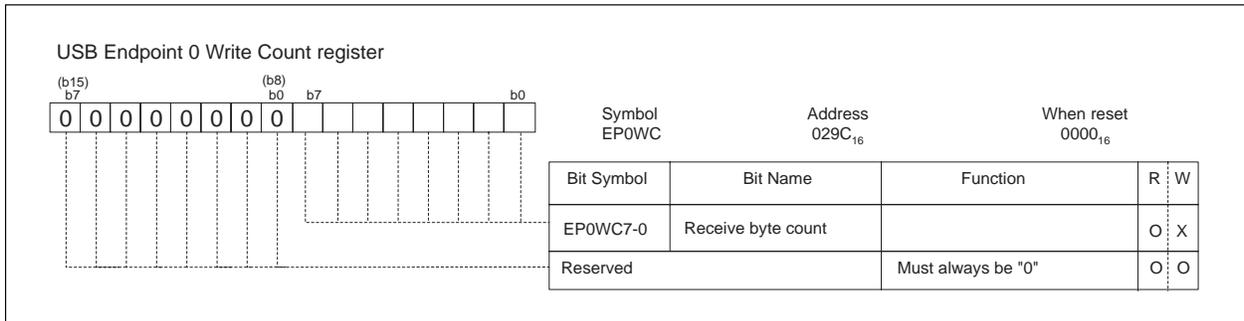 USB Endpoint 0 Write Count register
(b15) (b8)
b7 b0 b7 b0
0 0 0 0 0 0 0 0
Symbol Address When reset
EP0WC 029C16 000016
Bit Symbol Bit Name Function R W
EP0WC7-0 Receive byte count O X
Reserved Must always be "0" O O